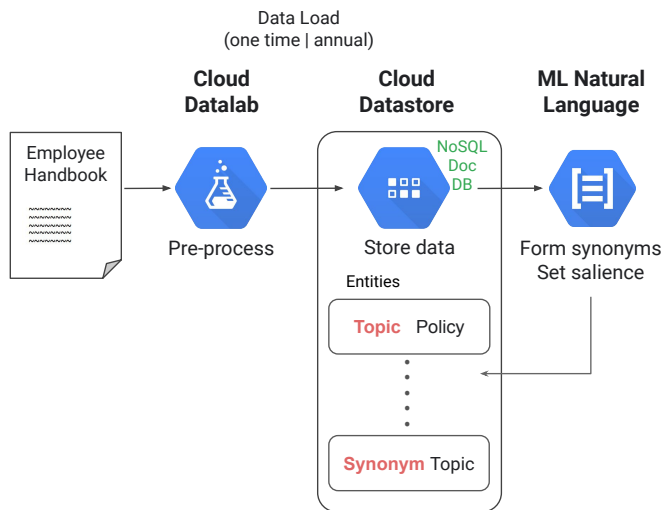 Data Load
(one time | annual)
Cloud
Datalab
Cloud
Datastore
ML Natural
Language
Employee
Handbook
NoSQL
Doc
DB
Pre-process
Store data
Form synonyms
Set salience
Entities
Topic Policy
Synonym Topic